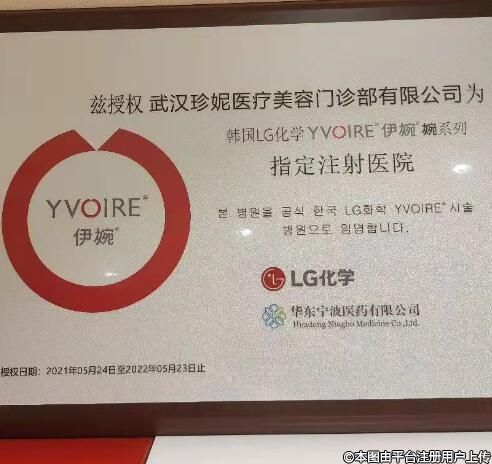 兹授权 武汉珍妮医疗美容门诊部有限公司为
韩国LG化学YVOIRE®伊婉®婉系列
指定注射医院
YVOIRE®
伊婉®
본 병원을 공식 한국 LG화학 YVOIRE® 시술
병원으로 임명합니다.
LG化学
华东宁波医药有限公司
Huadong Ningbo Medicine Co.,Ltd.
授权日期：2021年05月24日至2022年05月23日止
©本图由平台注册用户上传